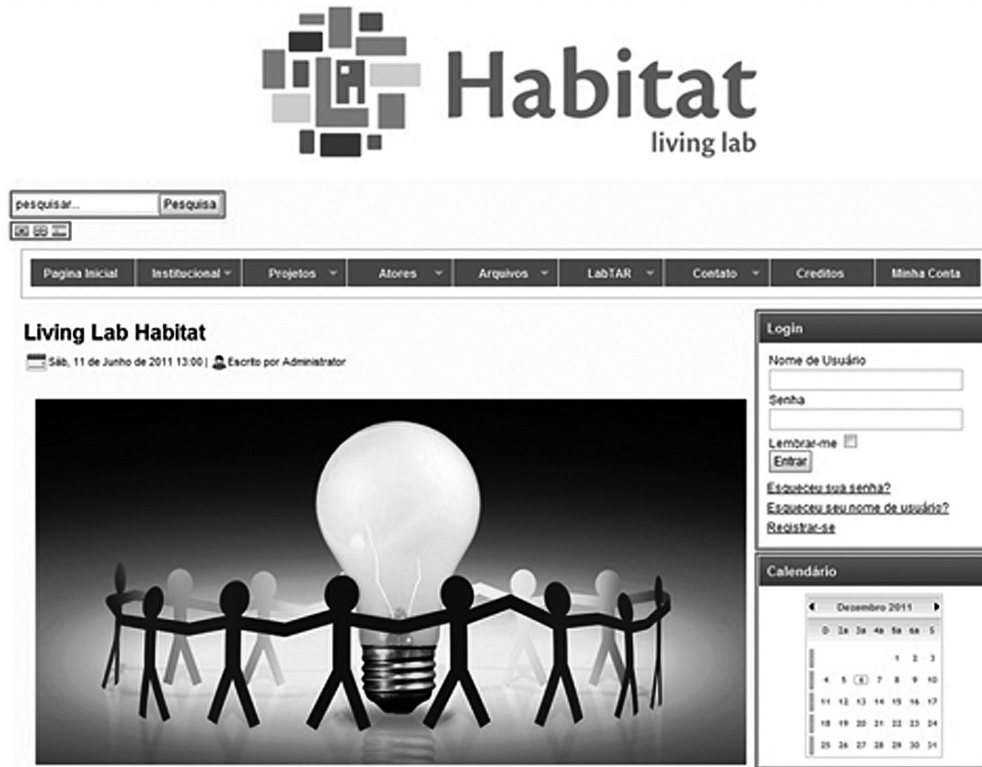 Habitat
living lab
pesquisar... Pesquisa
Pagina Inicial Institucional Projetos Atores Arquivos LabTAR Contato Creditos Minha Conta
Living Lab Habitat
Sáb, 11 de Junho de 2011 13:00 | Escrito por Administrator
Login
Nome de Usuário
Senha
Lembrar-me
Entrar
Esqueceu sua senha?
Esqueceu seu nome de usuário?
Registrar-se
Calendário
Dezembro 2011
D 2a 3a 4a 5a 6a S
1 2 3
4 5 6 7 8 9 10
11 12 13 14 15 16 17
18 19 20 21 22 23 24
25 26 27 28 29 30 31